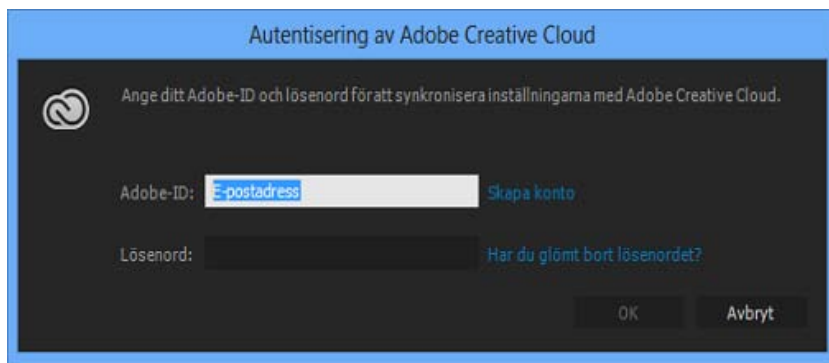 Autentisering av Adobe Creative Cloud
Ange ditt Adobe-ID och lösenord för att synkronisera inställningarna med Adobe Creative Cloud.
Adobe-ID: E-postadress Skapa konto
Lösenord: Har du glömt bort lösenordet?
OK Avbryt